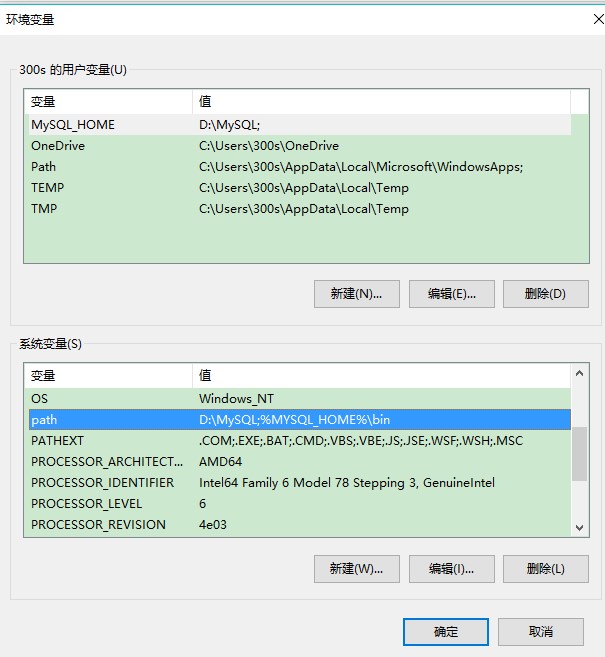 环境变量
300s 的用户变量(U)
变量 值
MySQL_HOME D:\MySQL;
OneDrive C:\Users\300s\OneDrive
Path C:\Users\300s\AppData\Local\Microsoft\WindowsApps;
TEMP C:\Users\300s\AppData\Local\Temp
TMP C:\Users\300s\AppData\Local\Temp
新建(N)... 编辑(E)... 删除(D)
系统变量(S)
变量 值
OS Windows_NT
path D:\MySQL;%MYSQL_HOME%\bin
PATHEXT .COM;.EXE;.BAT;.CMD;.VBS;.VBE;.JS;.JSE;.WSF;.WSH;.MSC
PROCESSOR_ARCHITECT... AMD64
PROCESSOR_IDENTIFIER Intel64 Family 6 Model 78 Stepping 3, GenuineIntel
PROCESSOR_LEVEL 6
PROCESSOR_REVISION 4e03
新建(W)... 编辑(I)... 删除(L)
确定 取消